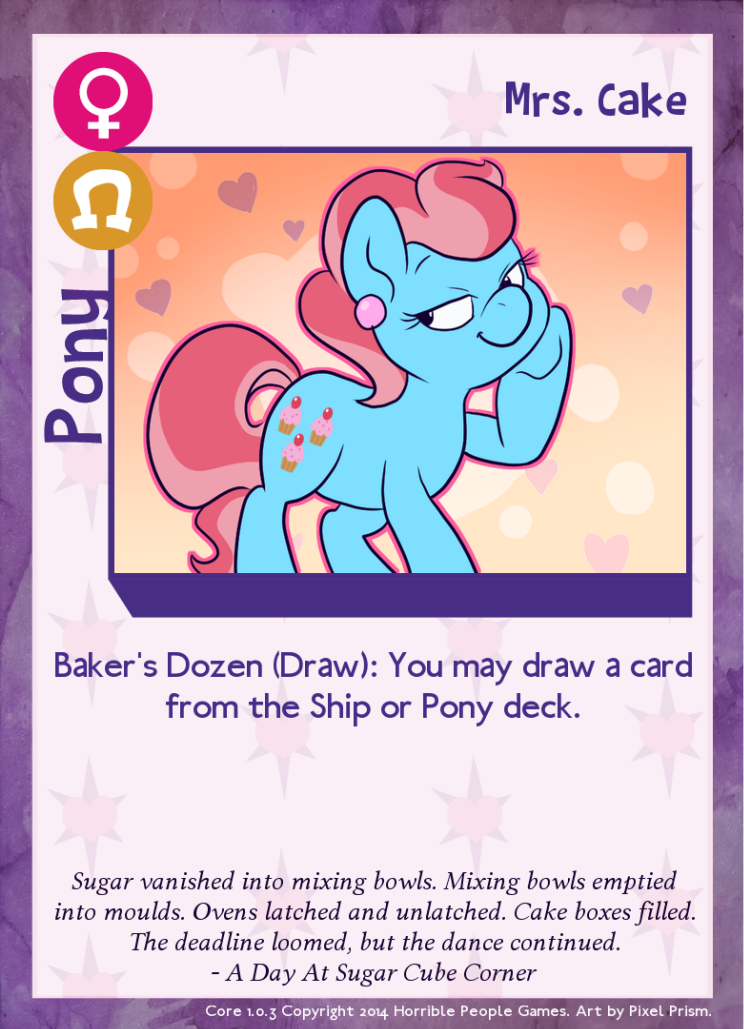 Mrs. Cake
Pony
Baker's Dozen (Draw): You may draw a card
from the Ship or Pony deck.
Sugar vanished into mixing bowls. Mixing bowls emptied
into moulds. Ovens latched and unlatched. Cake boxes filled.
The deadline loomed, but the dance continued.
- A Day At Sugar Cube Corner
Core 1.0.3 Copyright 2014 Horrible People Games. Art by Pixel Prism.